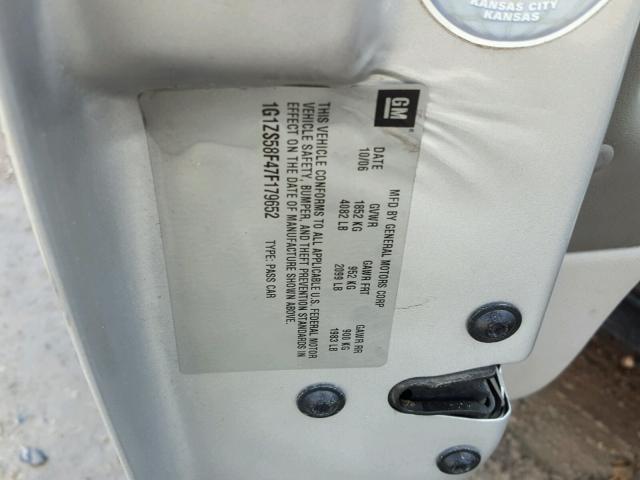 KANSAS CITY
KANSAS
GM
MFD BY GENERAL MOTORS CORP
DATE GVWR GAWR FRT GAWR RR
10/06 1852 KG 952 KG 900 KG
4082 LB 2099 LB 1983 LB
THIS VEHICLE CONFORMS TO ALL APPLICABLE U.S. FEDERAL MOTOR
VEHICLE SAFETY, BUMPER, AND THEFT PREVENTION STANDARDS IN
EFFECT ON THE DATE OF MANUFACTURE SHOWN ABOVE.
1G1ZS58F47F179652 TYPE: PASS CAR